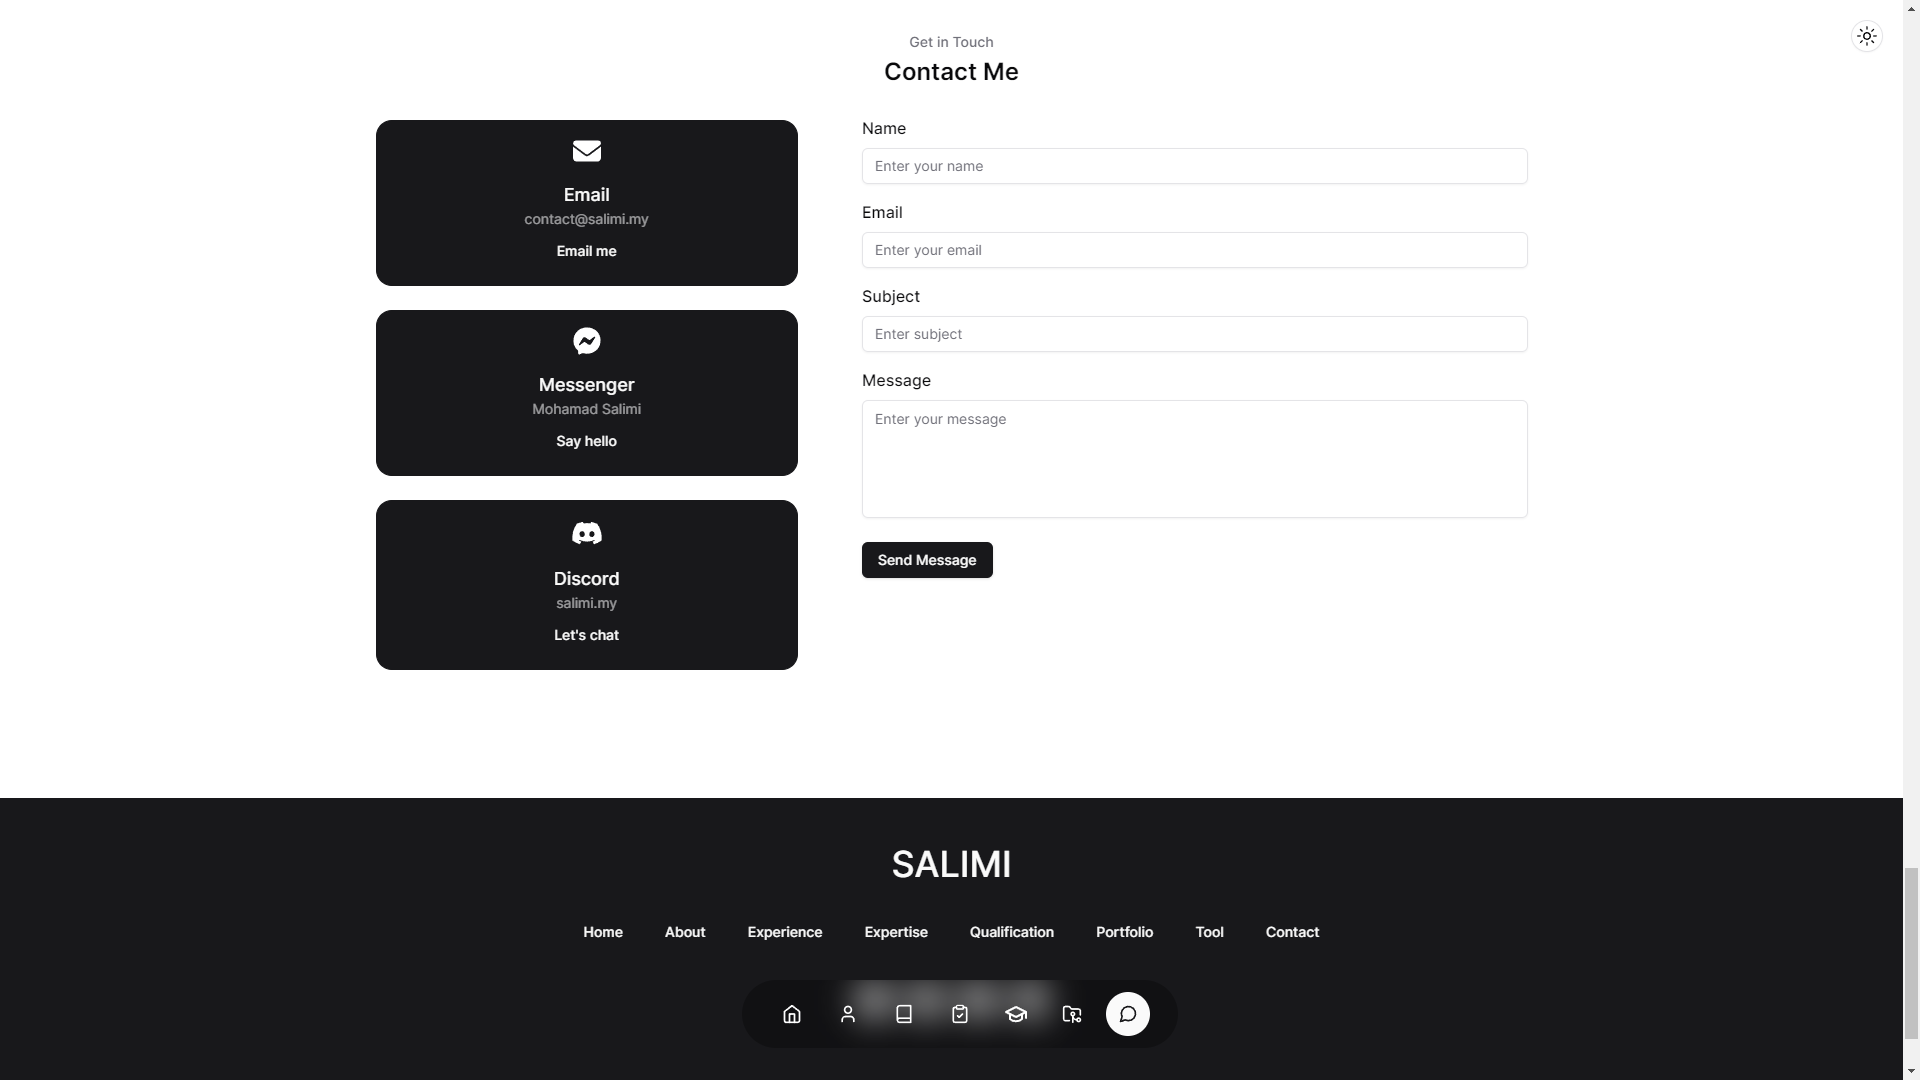 Get in Touch
Contact Me
Email
contact@salimi.my
Email me
Messenger
Mohamad Salimi
Say hello
Discord
salimi.my
Let's chat
Name
Enter your name
Email
Enter your email
Subject
Enter subject
Message
Enter your message
Send Message
SALIMI
Home About Experience Expertise Qualification Portfolio Tool Contact